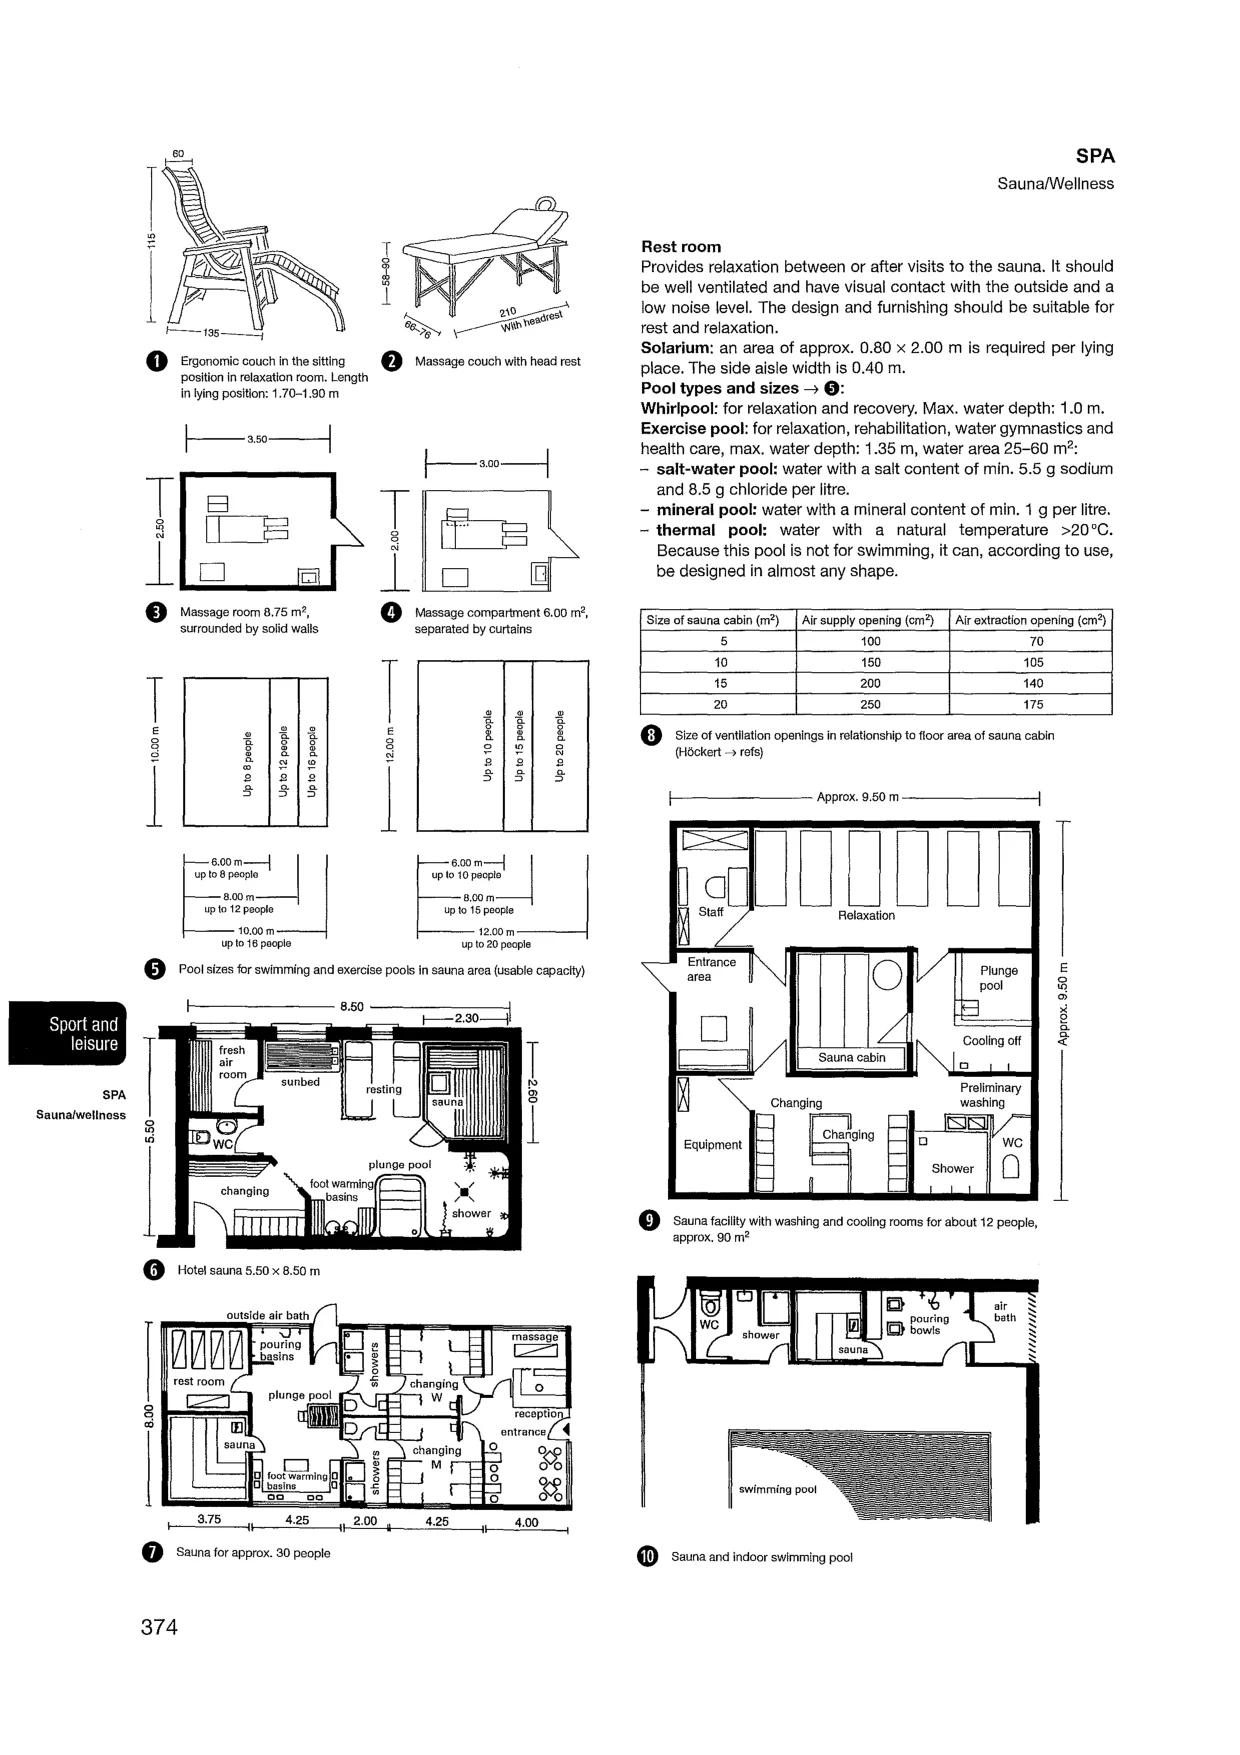 SPA
Sauna/Wellness
60
115
135
❶ Ergonomic couch in the sitting
position in relaxation room. Length
in lying position: 1.70–1.90 m
58–90
66–76
210
With headrest
❷ Massage couch with head rest
3.50
2.50
❸ Massage room 8.75 m²,
surrounded by solid walls
3.00
2.00
❹ Massage compartment 6.00 m²,
separated by curtains
10.00 m
Up to 8 people
Up to 12 people
Up to 16 people
6.00 m
up to 8 people
8.00 m
up to 12 people
10.00 m
up to 16 people
12.00 m
Up to 10 people
Up to 15 people
Up to 20 people
6.00 m
up to 10 people
8.00 m
up to 15 people
12.00 m
up to 20 people
❺ Pool sizes for swimming and exercise pools in sauna area (usable capacity)
Sport and
leisure
SPA
Sauna/wellness
8.50
2.30
5.50
2.60
fresh
air
room
sunbed
resting
sauna
WC
changing
plunge pool
foot warming
basins
shower
❻ Hotel sauna 5.50 × 8.50 m
outside air bath
8.00
pouring
basins
rest room
plunge pool
sauna
foot warming
basins
showers
showers
changing
W
changing
M
massage
reception
entrance
3.75
4.25
2.00
4.25
4.00
❼ Sauna for approx. 30 people
374
Rest room
Provides relaxation between or after visits to the sauna. It should
be well ventilated and have visual contact with the outside and a
low noise level. The design and furnishing should be suitable for
rest and relaxation.
Solarium: an area of approx. 0.80 × 2.00 m is required per lying
place. The side aisle width is 0.40 m.
Pool types and sizes → ❺:
Whirlpool: for relaxation and recovery. Max. water depth: 1.0 m.
Exercise pool: for relaxation, rehabilitation, water gymnastics and
health care, max. water depth: 1.35 m, water area 25–60 m²:
– salt-water pool: water with a salt content of min. 5.5 g sodium
and 8.5 g chloride per litre.
– mineral pool: water with a mineral content of min. 1 g per litre.
– thermal pool: water with a natural temperature >20 °C.
Because this pool is not for swimming, it can, according to use,
be designed in almost any shape.
Size of sauna cabin (m²) Air supply opening (cm²) Air extraction opening (cm²)
5 100 70
10 150 105
15 200 140
20 250 175
❽ Size of ventilation openings in relationship to floor area of sauna cabin
(Höckert → refs)
Approx. 9.50 m
Approx. 9.50 m
Staff
Relaxation
Entrance
area
Plunge
pool
Cooling off
Sauna cabin
Preliminary
washing
Changing
Changing
Equipment
WC
Shower
❾ Sauna facility with washing and cooling rooms for about 12 people,
approx. 90 m²
WC
shower
sauna
pouring
bowls
air
bath
swimming pool
❿ Sauna and indoor swimming pool